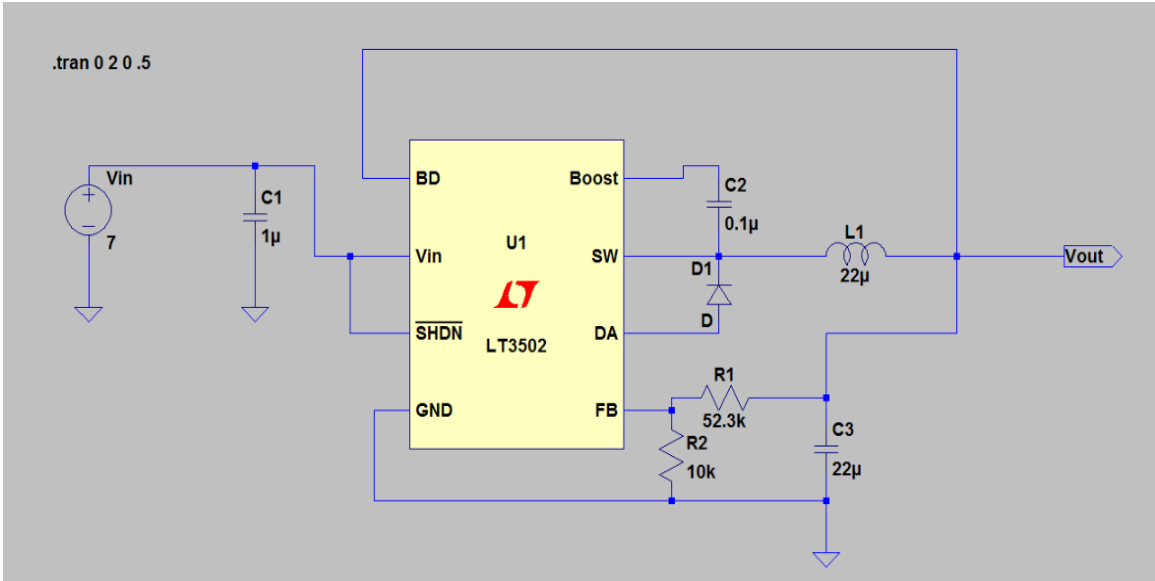 .tran 0 2 0 .5
Vin
7
C1
1µ
BD
Vin
SHDN
GND
U1
LT3502
Boost
SW
DA
FB
C2
0.1µ
D1
D
L1
22µ
Vout
R1
52.3k
R2
10k
C3
22µ